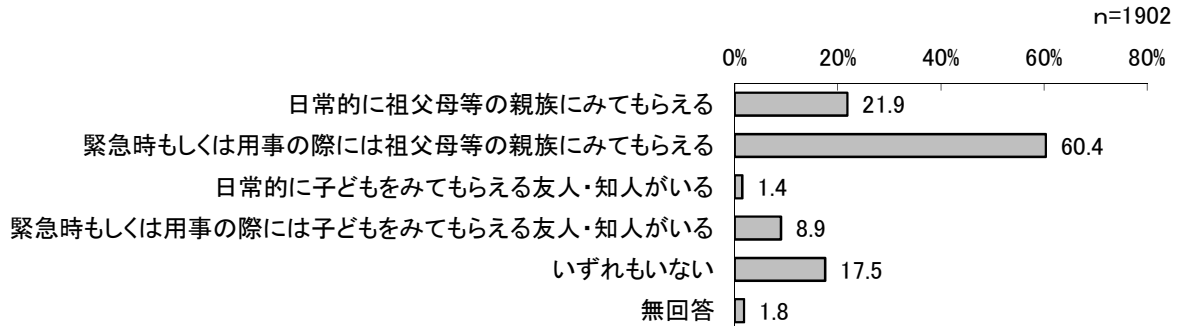 n=1902
0% 20% 40% 60% 80%
日常的に祖父母等の親族にみてもらえる 21.9
緊急時もしくは用事の際には祖父母等の親族にみてもらえる 60.4
日常的に子どもをみてもらえる友人・知人がいる 1.4
緊急時もしくは用事の際には子どもをみてもらえる友人・知人がいる 8.9
いずれもいない 17.5
無回答 1.8